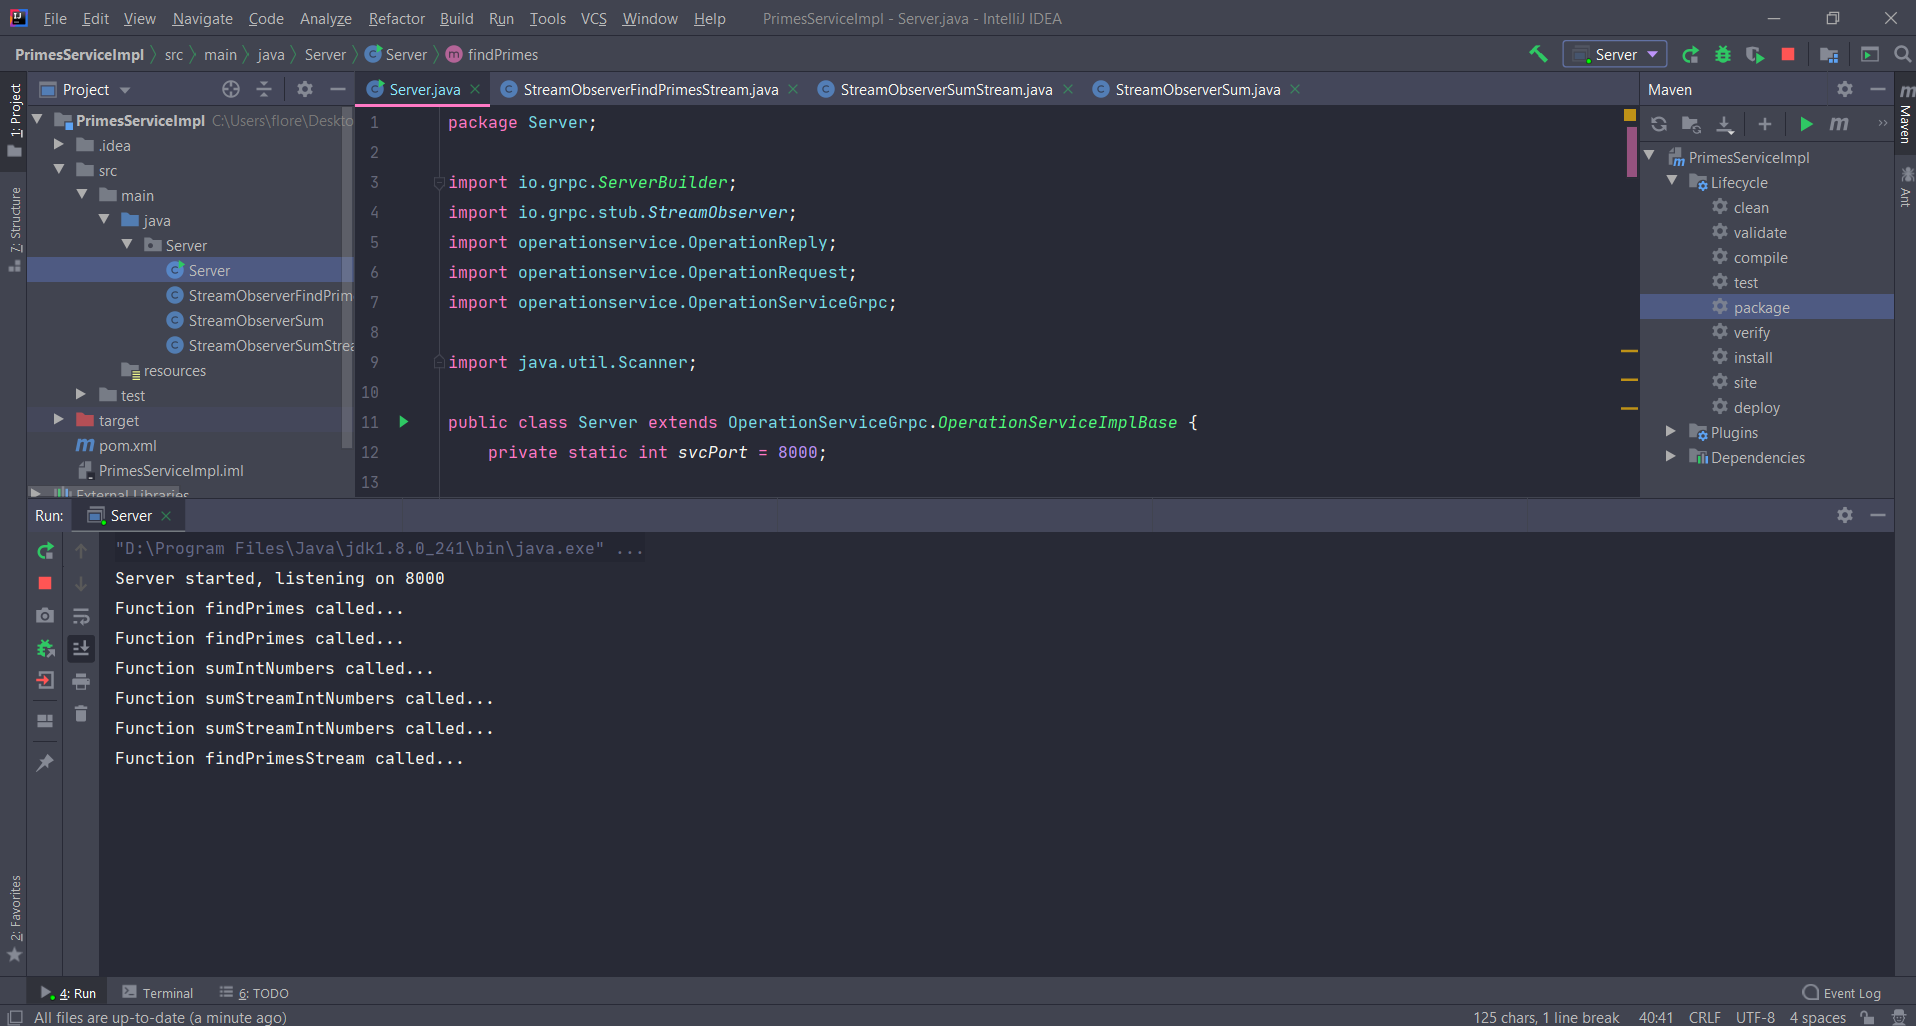 File Edit View Navigate Code Analyze Refactor Build Run Tools VCS Window Help PrimesServiceImpl - Server.java - IntelliJ IDEA
PrimesServiceImpl src main java Server Server findPrimes Server
Project
Server.java StreamObserverFindPrimesStream.java StreamObserverSumStream.java StreamObserverSum.java
Maven
1: Project
7: Structure
2: Favorites
PrimesServiceImpl C:\Users\flore\Deskto
.idea
src
main
java
Server
Server
StreamObserverFindPrim
StreamObserverSum
StreamObserverSumStrea
resources
test
target
pom.xml
PrimesServiceImpl.iml
External Libraries
1 package Server;
2
3 import io.grpc.ServerBuilder;
4 import io.grpc.stub.StreamObserver;
5 import operationservice.OperationReply;
6 import operationservice.OperationRequest;
7 import operationservice.OperationServiceGrpc;
8
9 import java.util.Scanner;
10
11 public class Server extends OperationServiceGrpc.OperationServiceImplBase {
12 private static int svcPort = 8000;
13
PrimesServiceImpl
Lifecycle
clean
validate
compile
test
package
verify
install
site
deploy
Plugins
Dependencies
Maven
Ant
Run: Server
"D:\Program Files\Java\jdk1.8.0_241\bin\java.exe" ...
Server started, listening on 8000
Function findPrimes called...
Function findPrimes called...
Function sumIntNumbers called...
Function sumStreamIntNumbers called...
Function sumStreamIntNumbers called...
Function findPrimesStream called...
4: Run Terminal 6: TODO Event Log
All files are up-to-date (a minute ago) 125 chars, 1 line break 40:41 CRLF UTF-8 4 spaces